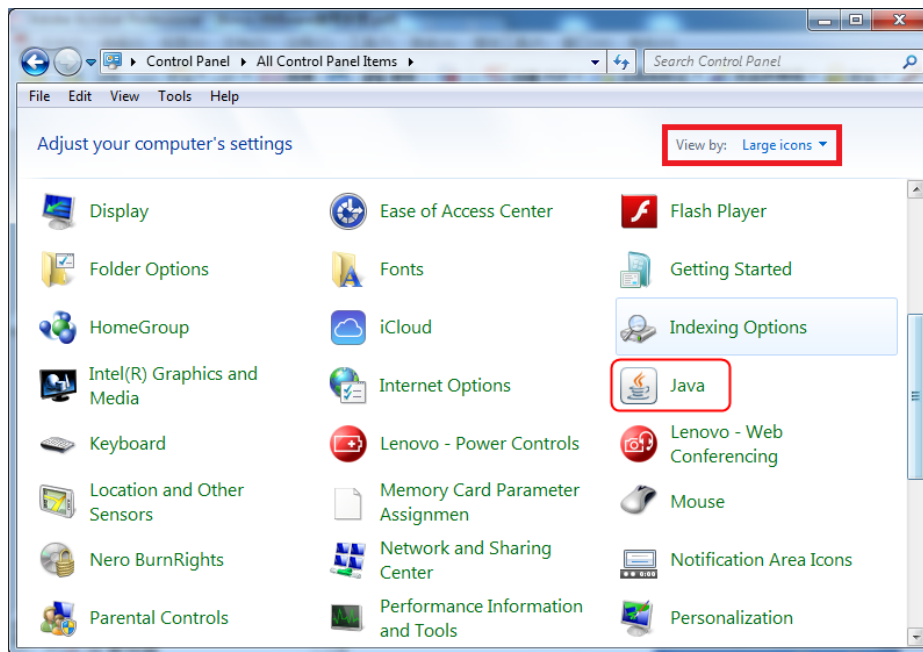 Control Panel ▸ All Control Panel Items ▸
Search Control Panel
File Edit View Tools Help
Adjust your computer's settings
View by: Large icons
Display
Ease of Access Center
Flash Player
Folder Options
Fonts
Getting Started
HomeGroup
iCloud
Indexing Options
Intel(R) Graphics and
Media
Internet Options
Java
Keyboard
Lenovo - Power Controls
Lenovo - Web
Conferencing
Location and Other
Sensors
Memory Card Parameter
Assignmen
Mouse
Nero BurnRights
Network and Sharing
Center
Notification Area Icons
Parental Controls
Performance Information
and Tools
Personalization